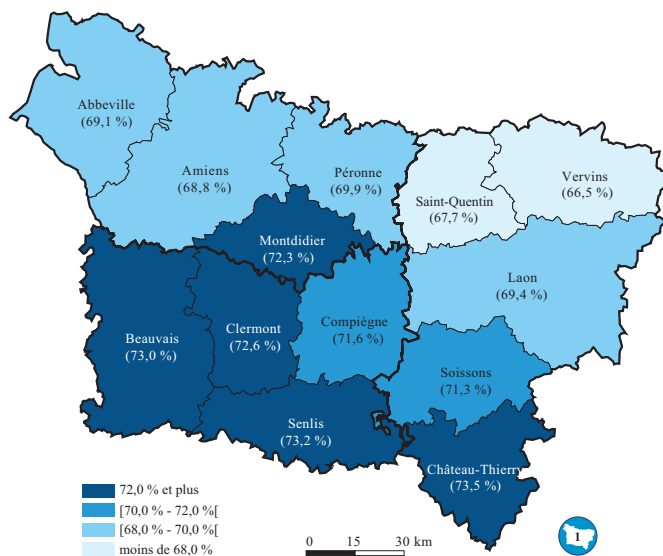 Abbeville
(69,1 %)
Amiens
(68,8 %)
Péronne
(69,9 %)
Saint-Quentin
(67,7 %)
Vervins
(66,5 %)
Montdidier
(72,3 %)
Laon
(69,4 %)
Beauvais
(73,0 %)
Clermont
(72,6 %)
Compiègne
(71,6 %)
Soissons
(71,3 %)
Senlis
(73,2 %)
Château-Thierry
(73,5 %)
72,0 % et plus
[70,0 % - 72,0 %[
[68,0 % - 70,0 %[
moins de 68,0 %
0 15 30 km
1